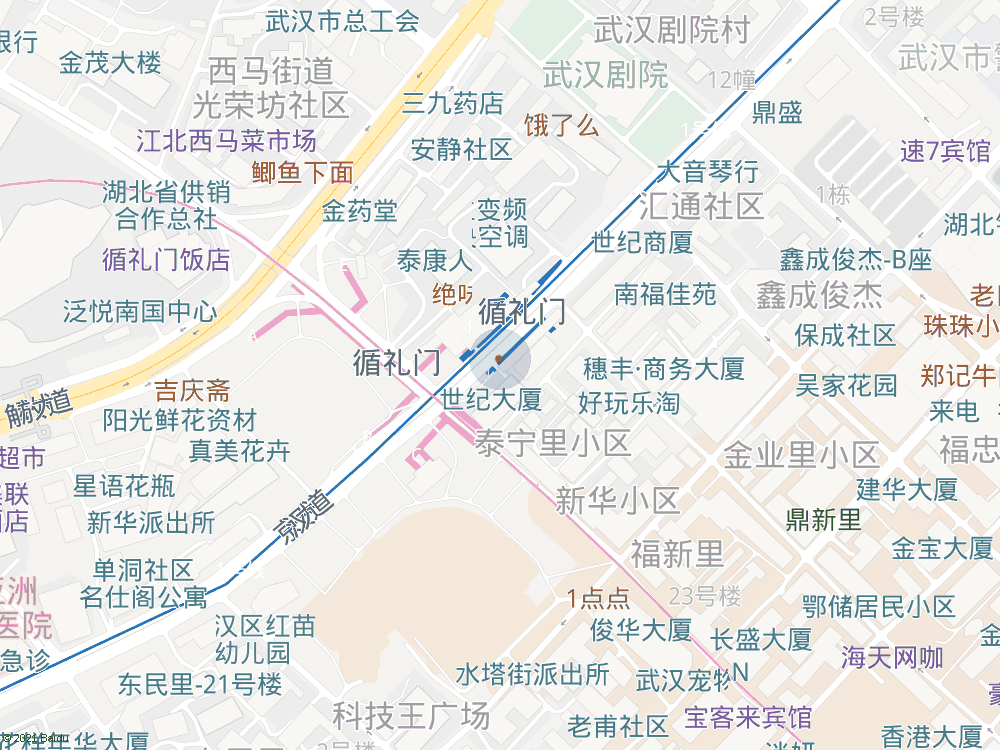 武汉市总工会
武汉剧院村
2号楼
银行
金茂大楼
西马街道
光荣坊社区
武汉剧院
12幢
三九药店
鼎盛
饿了么
江北西马菜市场
安静社区
速7宾馆
鲫鱼下面
大音琴行
湖北省供销
合作总社
1栋
金药堂
变频
空调
汇通社区
世纪商厦
循礼门饭店
泰康人
鑫成俊杰-B座
绝味
南福佳苑
鑫成俊杰
泛悦南国中心
循礼门
珠珠小
保成社区
循礼门
穗丰·商务大厦
吴家花园
郑记牛
吉庆斋
世纪大厦
好玩乐淘
来电
阳光鲜花资材
真美花卉
泰宁里小区
金业里小区
福忠
超市
星语花瓶
新华小区
建华大厦
新华派出所
鼎新里
福新里
金宝大厦
单洞社区
名仕阁公寓
亚洲
医院
急诊
1点点
23号楼
鄂储居民小区
汉区红苗
幼儿园
俊华大厦
长盛大厦
海天网咖
东民里-21号楼
水塔街派出所
武汉宠物
N
科技王广场
宝客来宾馆
老甫社区
香港大厦
© 2021 Baidu